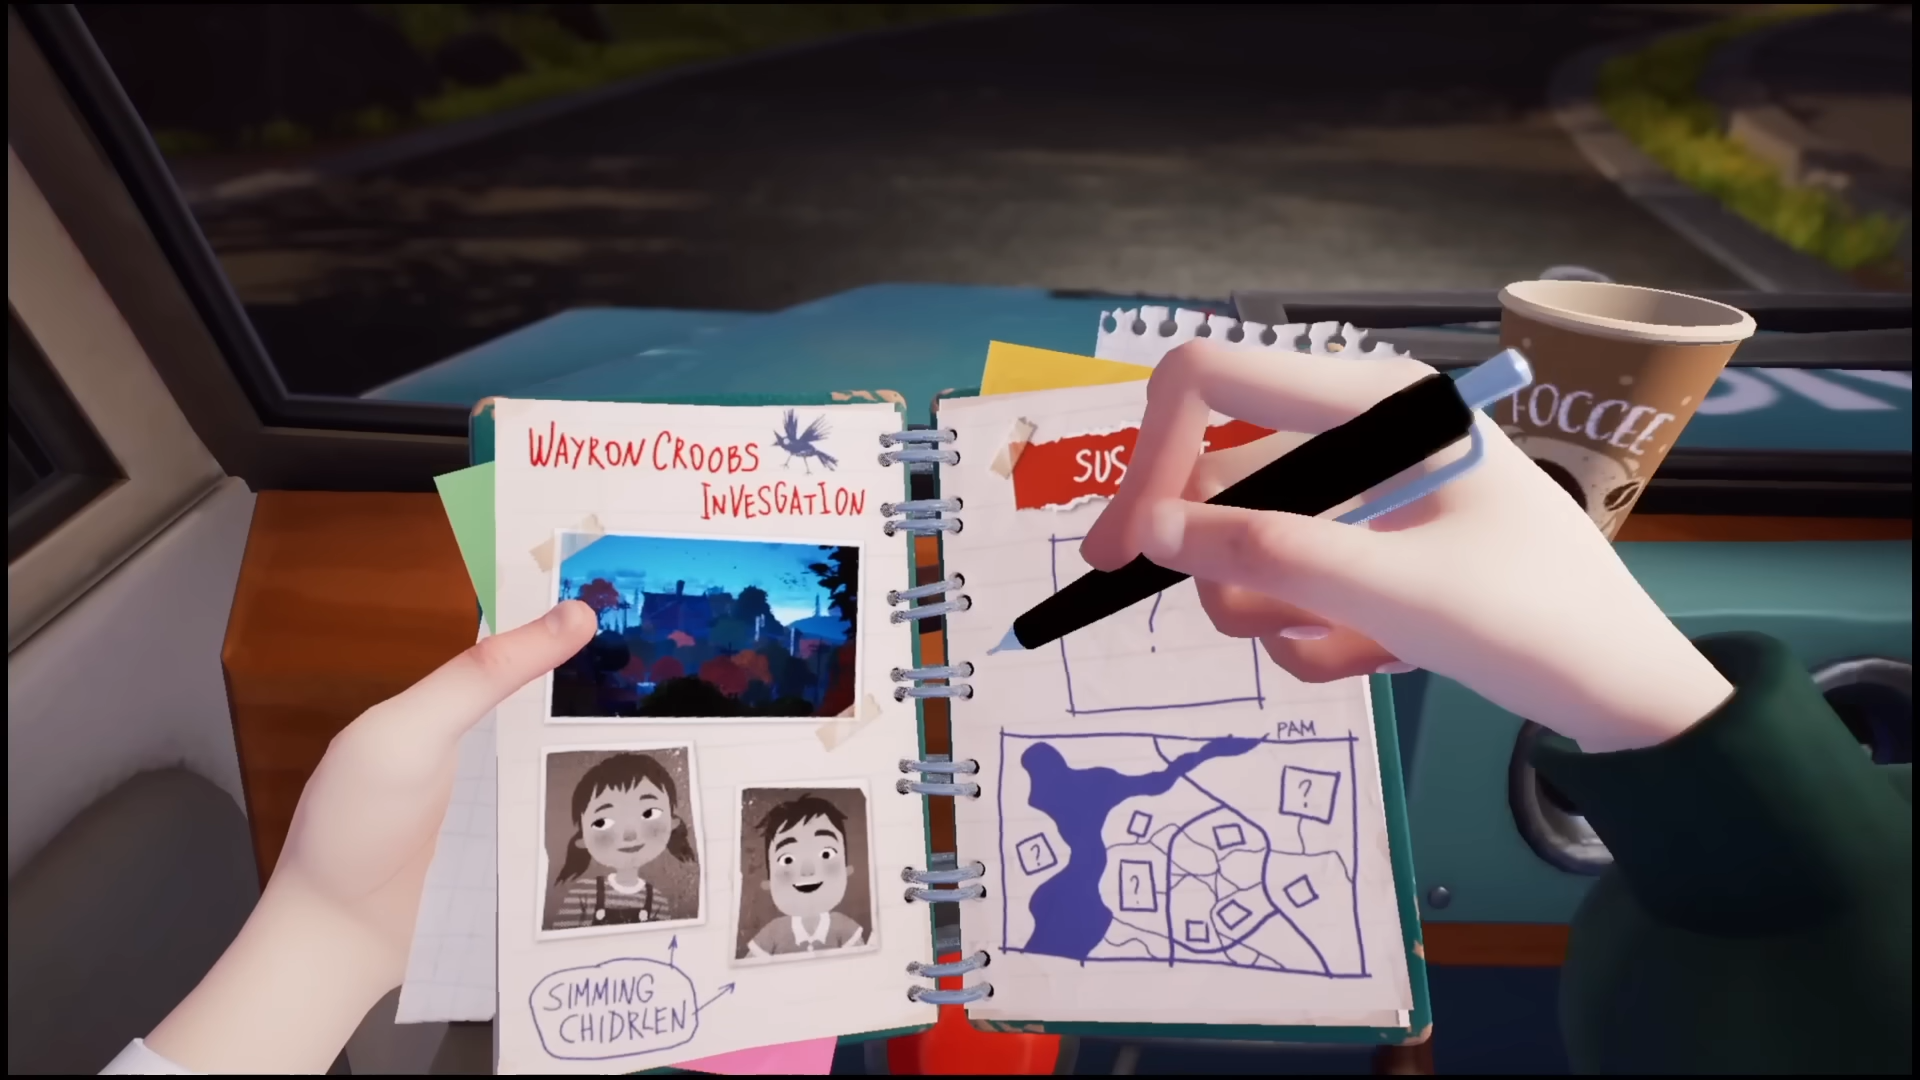 WAYRON CROOBS
INVESGATION
SUS
?
PAM
?
?
?
SIMMING
CHIDRLEN
FOCCEE